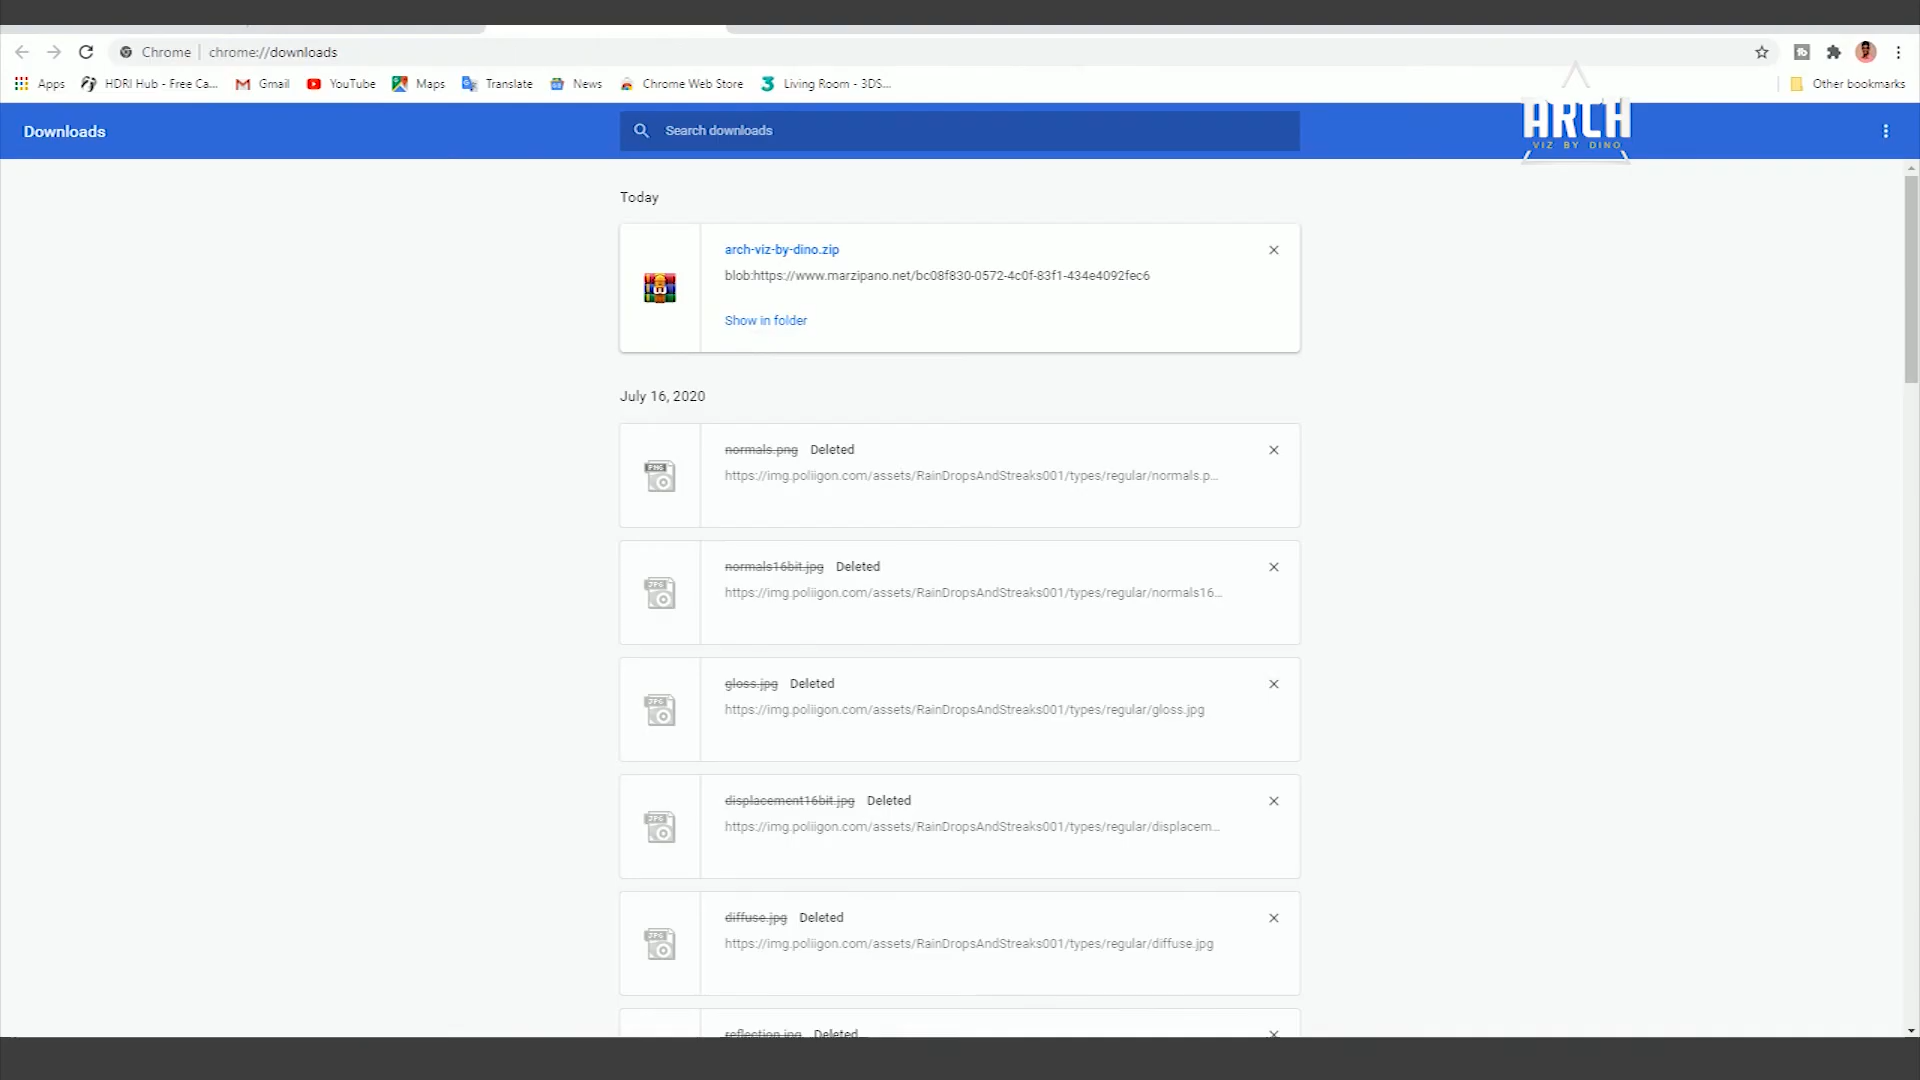 Chrome | chrome://downloads
Apps HDRI Hub - Free Ca... Gmail YouTube Maps Translate News Chrome Web Store Living Room - 3DS... Other bookmarks
Downloads
Search downloads
ARCH
VIZ BY DINO
Today
arch-viz-by-dino.zip
blob:https://www.marzipano.net/bc08f830-0572-4c0f-83f1-434e4092fec6
Show in folder
July 16, 2020
normals.png Deleted
https://img.poliigon.com/assets/RainDropsAndStreaks001/types/regular/normals.p...
normals16bit.jpg Deleted
https://img.poliigon.com/assets/RainDropsAndStreaks001/types/regular/normals16...
gloss.jpg Deleted
https://img.poliigon.com/assets/RainDropsAndStreaks001/types/regular/gloss.jpg
displacement16bit.jpg Deleted
https://img.poliigon.com/assets/RainDropsAndStreaks001/types/regular/displacem...
diffuse.jpg Deleted
https://img.poliigon.com/assets/RainDropsAndStreaks001/types/regular/diffuse.jpg
reflection.jpg Deleted